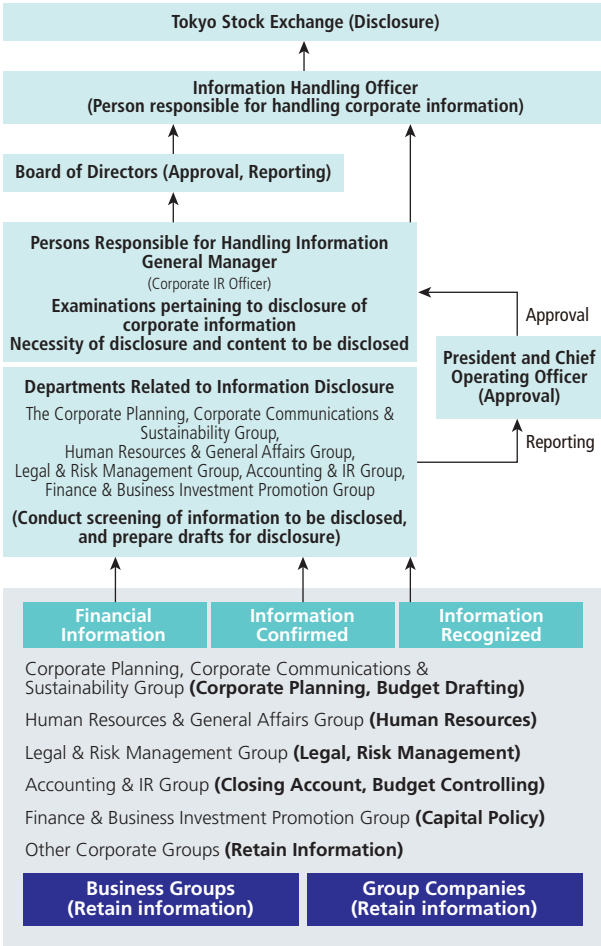 Tokyo Stock Exchange (Disclosure)
Information Handling Officer
(Person responsible for handling corporate information)
Board of Directors (Approval, Reporting)
Persons Responsible for Handling Information
General Manager
(Corporate IR Officer)
Examinations pertaining to disclosure of
corporate information
Necessity of disclosure and content to be disclosed
Approval
President and Chief
Operating Officer
(Approval)
Reporting
Departments Related to Information Disclosure
The Corporate Planning, Corporate Communications &
Sustainability Group,
Human Resources & General Affairs Group,
Legal & Risk Management Group, Accounting & IR Group,
Finance & Business Investment Promotion Group
(Conduct screening of information to be disclosed,
and prepare drafts for disclosure)
Financial
Information
Information
Confirmed
Information
Recognized
Corporate Planning, Corporate Communications &
Sustainability Group (Corporate Planning, Budget Drafting)
Human Resources & General Affairs Group (Human Resources)
Legal & Risk Management Group (Legal, Risk Management)
Accounting & IR Group (Closing Account, Budget Controlling)
Finance & Business Investment Promotion Group (Capital Policy)
Other Corporate Groups (Retain Information)
Business Groups
(Retain information)
Group Companies
(Retain information)